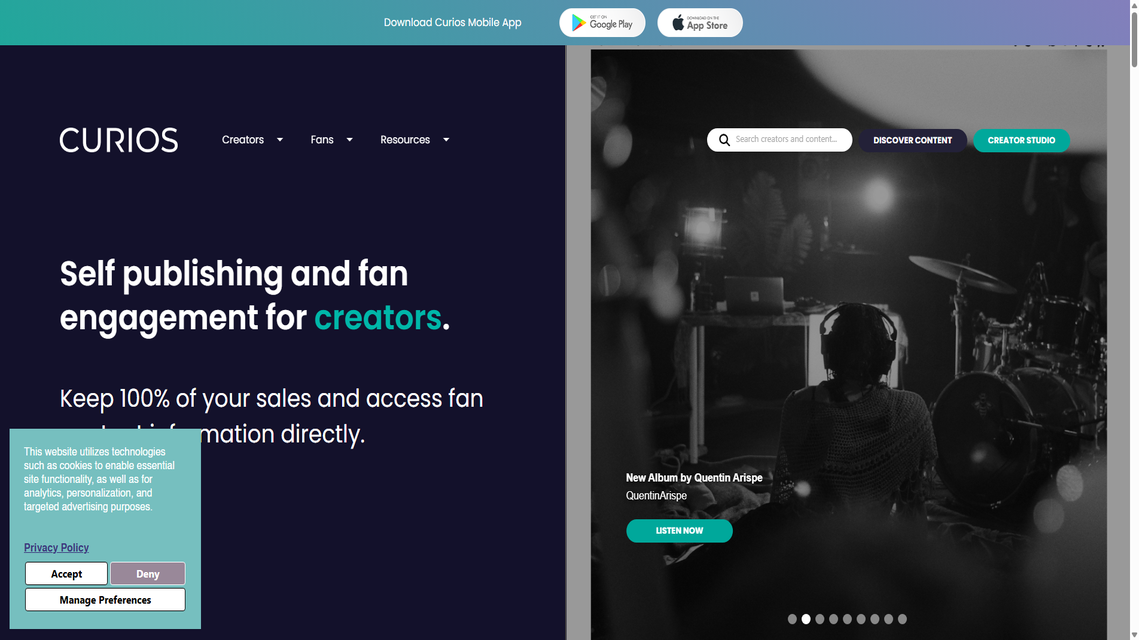 Download Curios Mobile App
GET IT ON
Google Play
Download on the
App Store
CURIOS
Creators
Fans
Resources
Search creators and content...
DISCOVER CONTENT
CREATOR STUDIO
Self publishing and fan
engagement for creators.
Keep 100% of your sales and access fan
information directly.
This website utilizes technologies
such as cookies to enable essential
site functionality, as well as for
analytics, personalization, and
targeted advertising purposes.
Privacy Policy
Accept
Deny
Manage Preferences
New Album by Quentin Arispe
QuentinArispe
LISTEN NOW